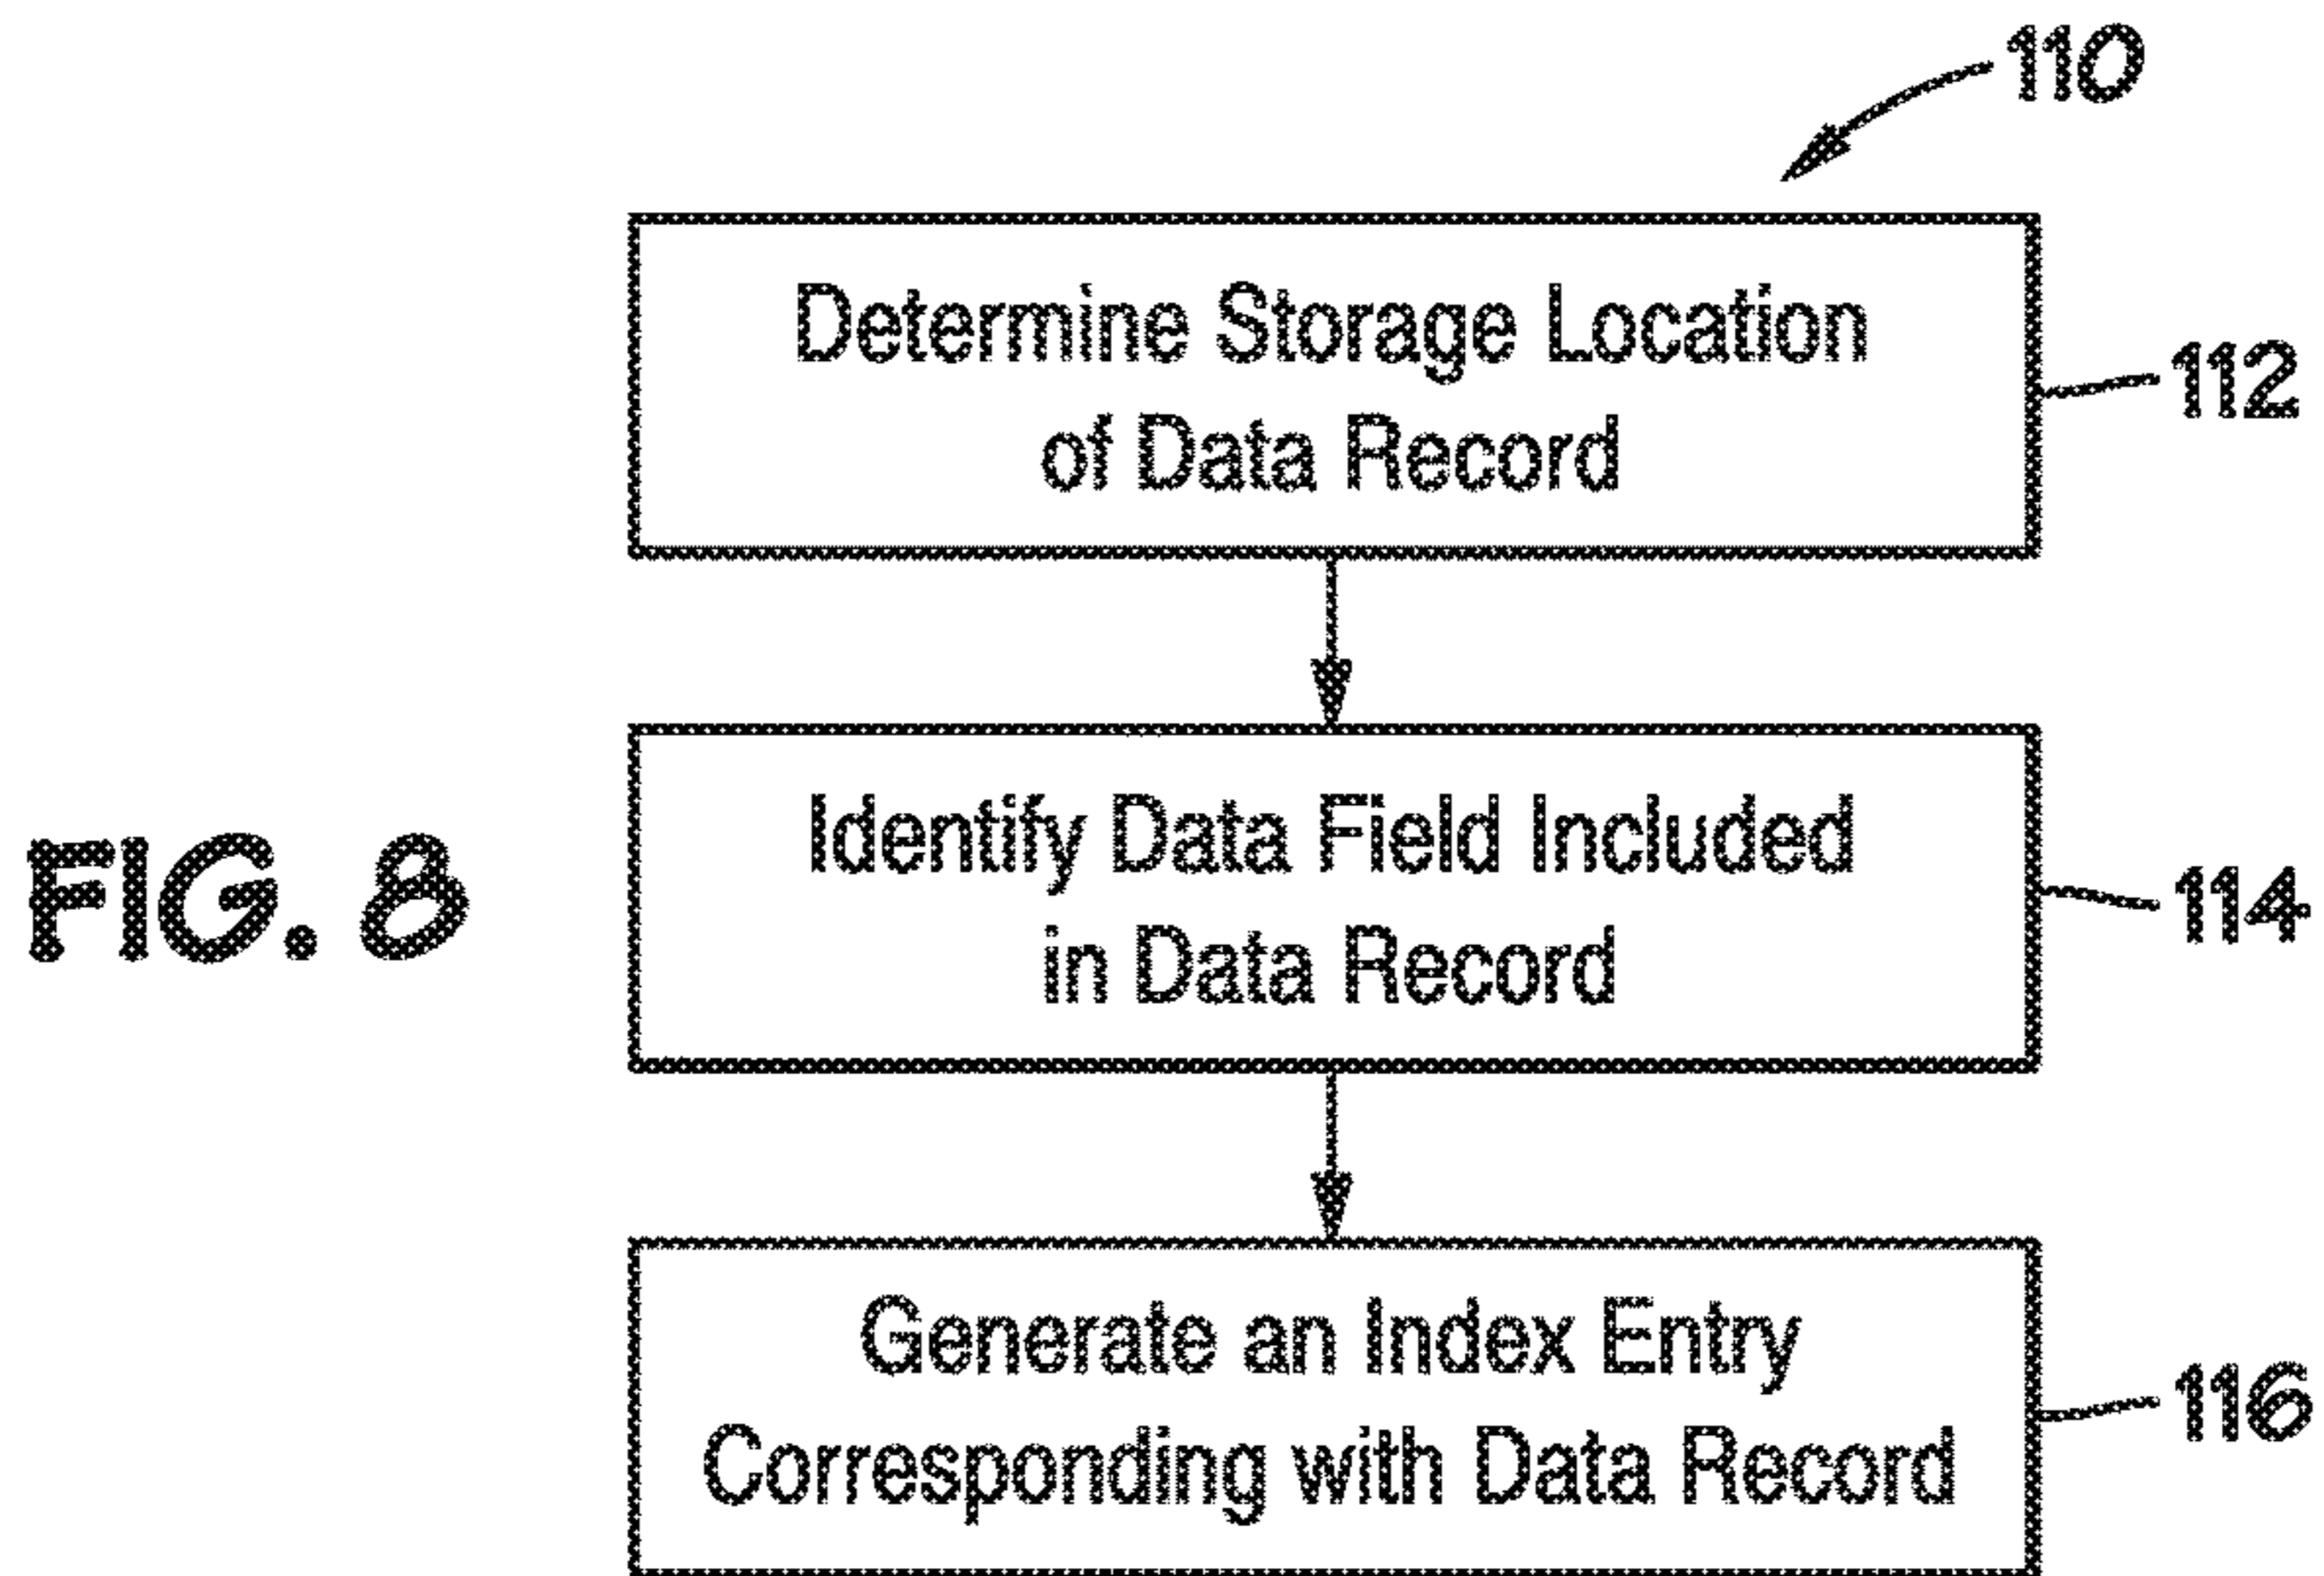 110
Determine Storage Location
of Data Record
112
Identify Data Field Included
in Data Record
114
FIG. 8
Generate an Index Entry
Corresponding with Data Record
116